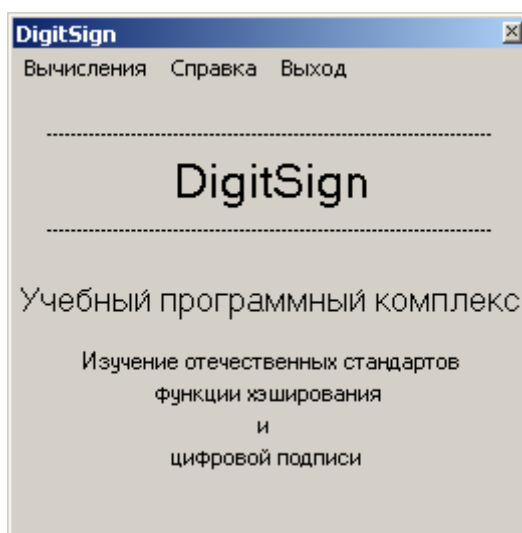 DigitSign
Вычисления Справка Выход
DigitSign
Учебный программный комплекс
Изучение отечественных стандартов
функции хэширования
и
цифровой подписи